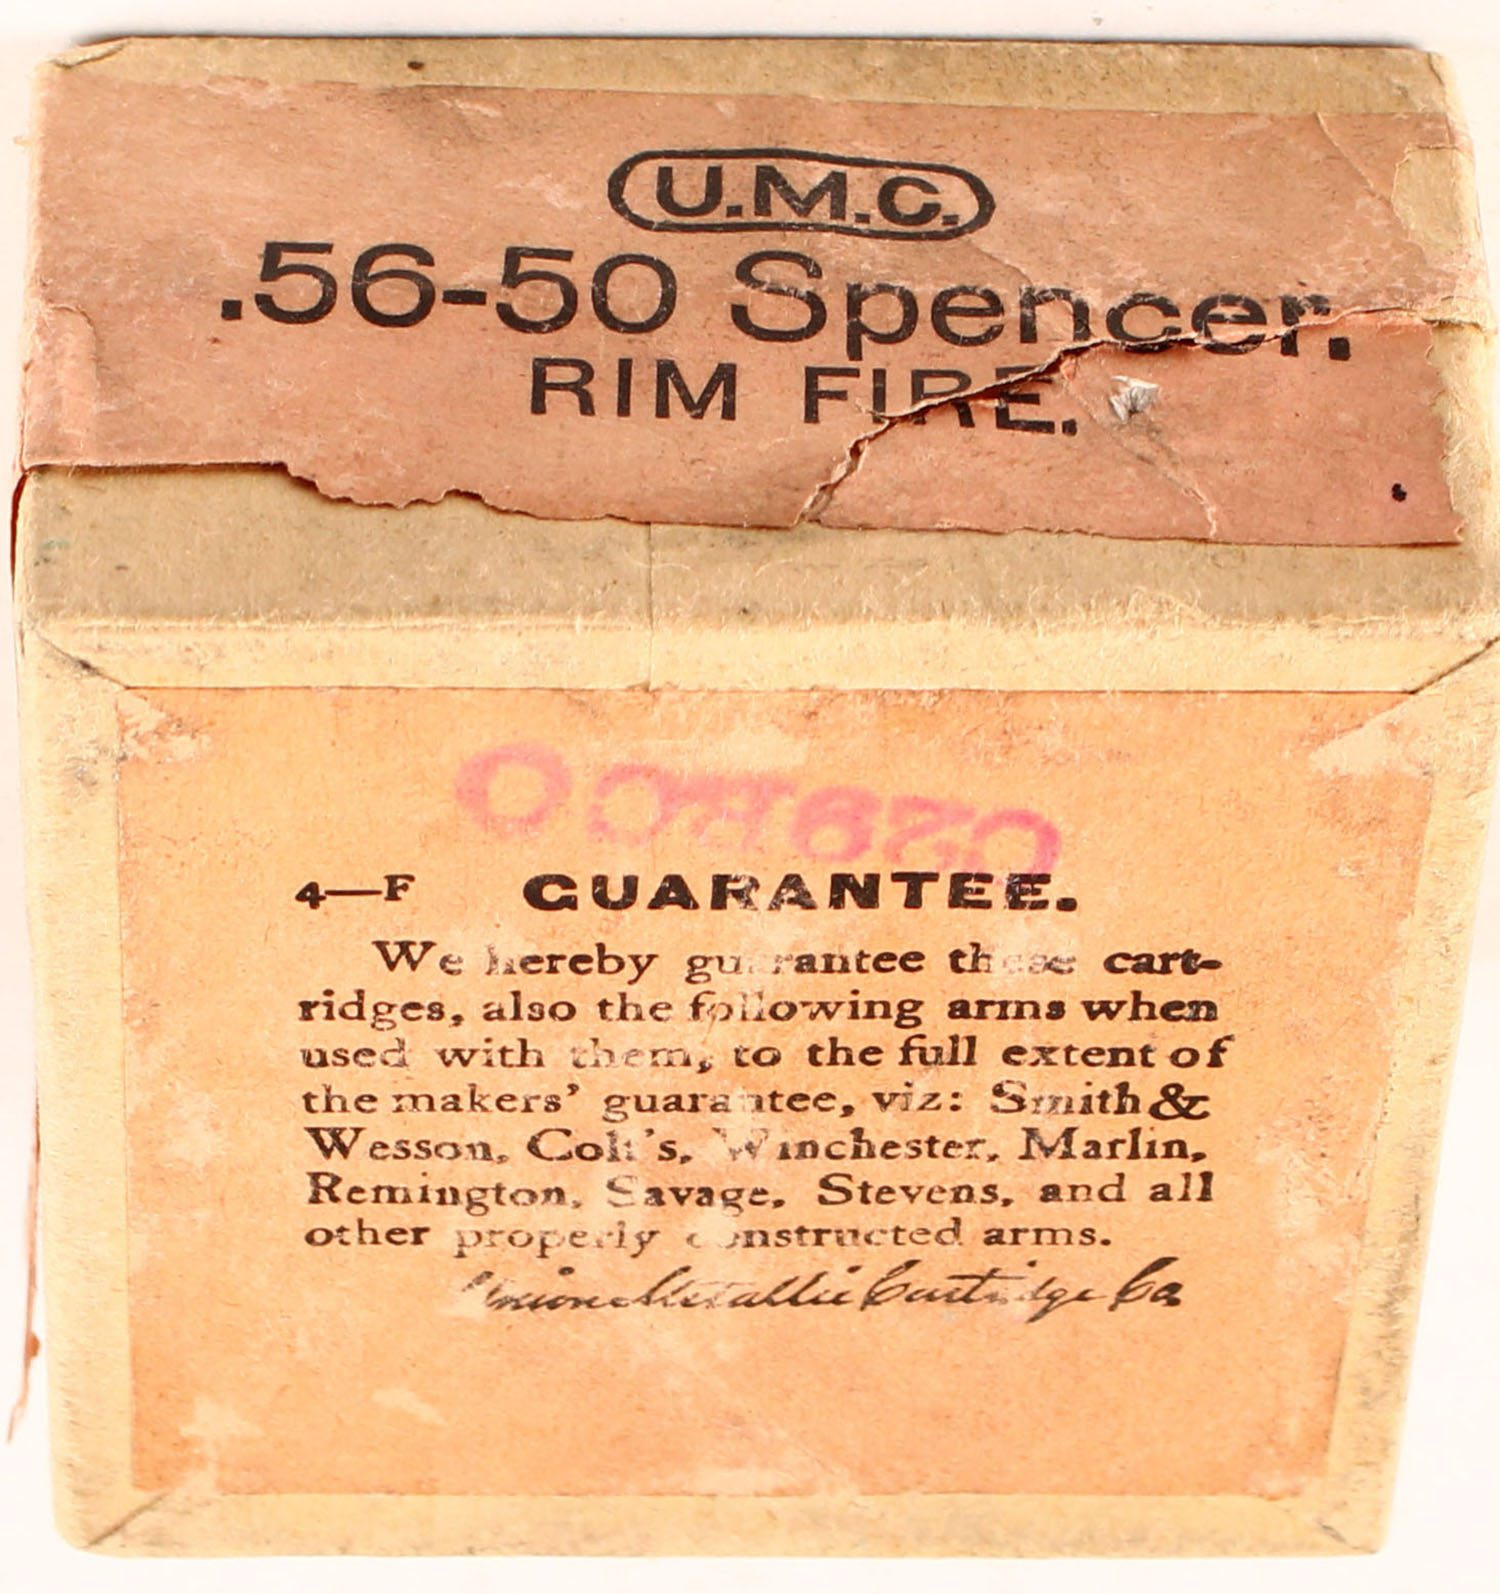 U.M.C.
.56-50 Spencer.
RIM FIRE.
4—F GUARANTEE.
We hereby guarantee these cart-
ridges, also the following arms when
used with them, to the full extent of
the makers' guarantee, viz: Smith &
Wesson, Colt's, Winchester, Marlin,
Remington, Savage, Stevens, and all
other properly constructed arms.
Union Metallic Cartridge Co